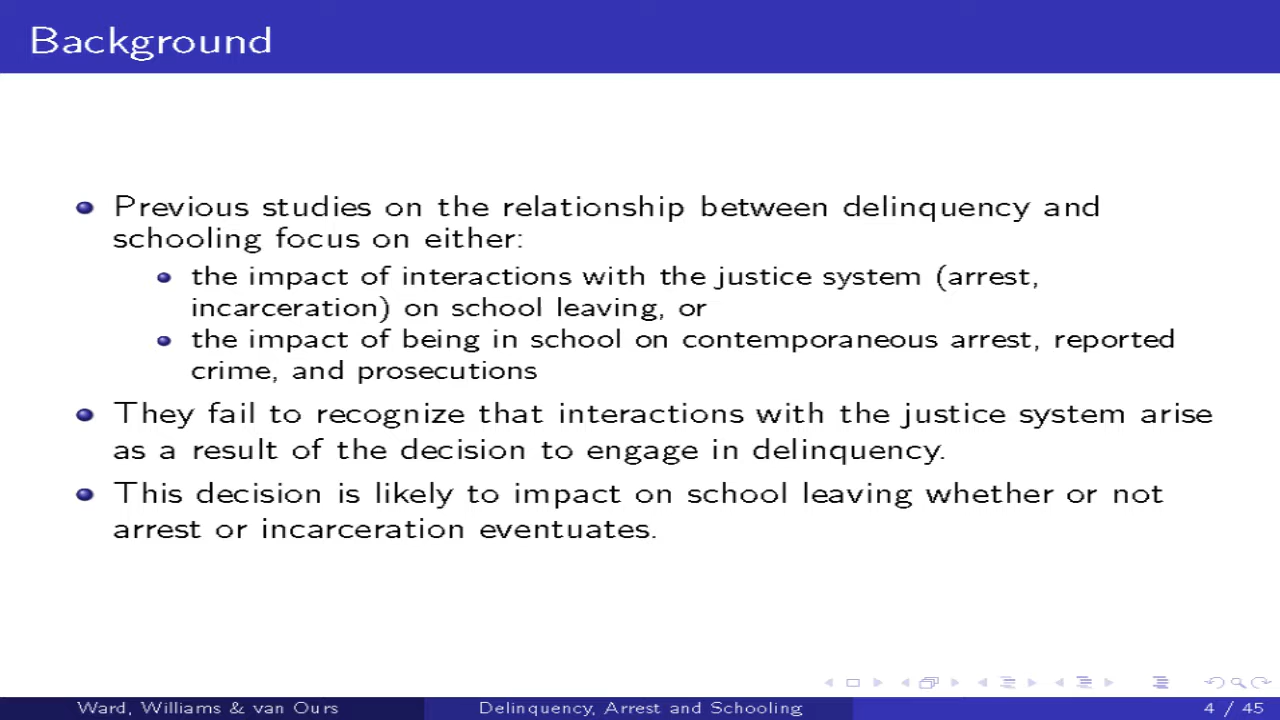 Background
Previous studies on the relationship between delinquency and
schooling focus on either:
the impact of interactions with the justice system (arrest,
incarceration) on school leaving, or
the impact of being in school on contemporaneous arrest, reported
crime, and prosecutions
They fail to recognize that interactions with the justice system arise
as a result of the decision to engage in delinquency.
This decision is likely to impact on school leaving whether or not
arrest or incarceration eventuates.
Ward, Williams & van Ours Delinquency, Arrest and Schooling 4 / 45